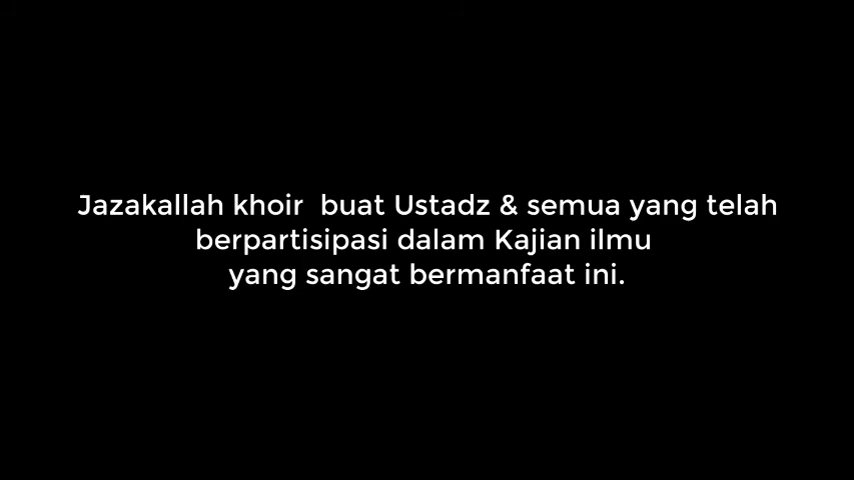 Jazakallah khoir  buat Ustadz & semua yang telah
berpartisipasi dalam Kajian ilmu
yang sangat bermanfaat ini.